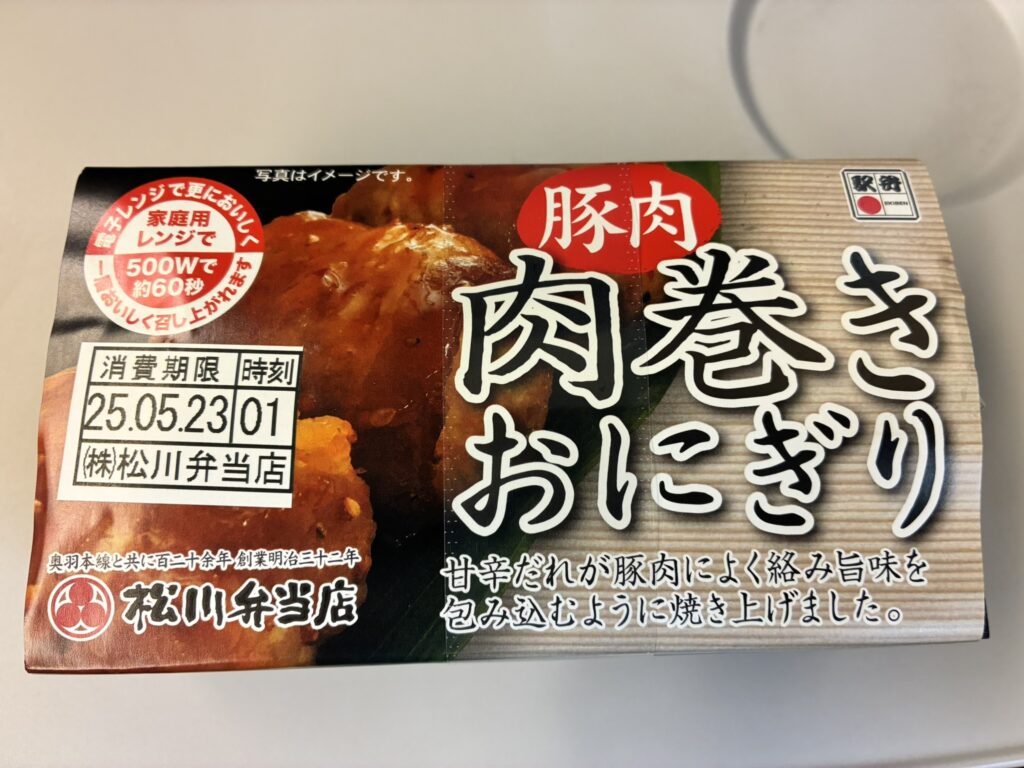 写真はイメージです。
電子レンジで更においしく
家庭用
レンジで
500Wで
約60秒
一層おいしく召し上がれます
豚肉
駅弁
EKIBEN
肉巻き
おにぎり
消費期限 時刻
25.05.23 01
㈱松川弁当店
奥羽本線と共に百二十余年・創業明治三十二年
松川弁当店
甘辛だれが豚肉によく絡み旨味を
包み込むように焼き上げました。